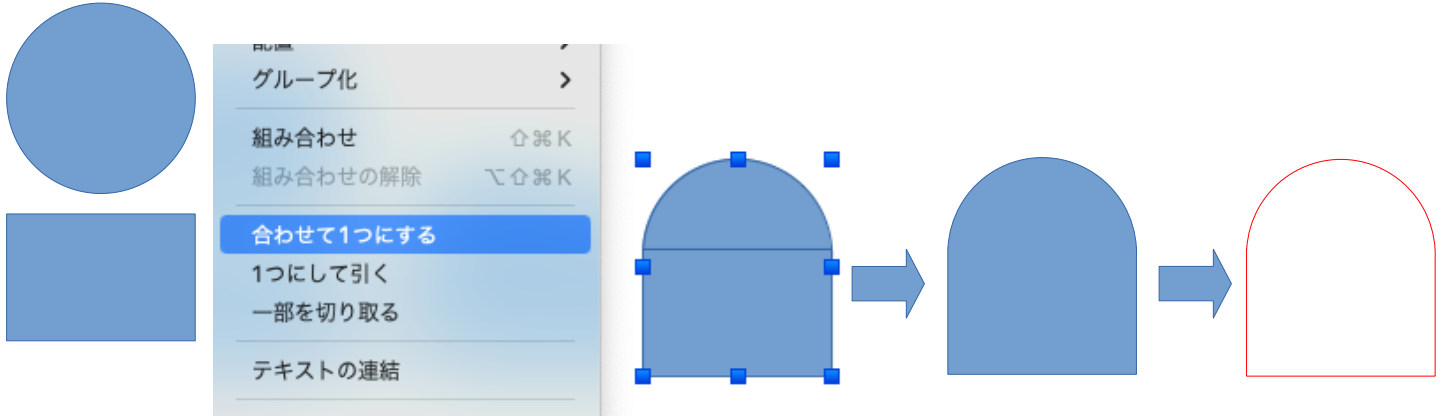 配置
グループ化
組み合わせ ⇧⌘K
組み合わせの解除 ⌥⇧⌘K
合わせて1つにする
1つにして引く
一部を切り取る
テキストの連結